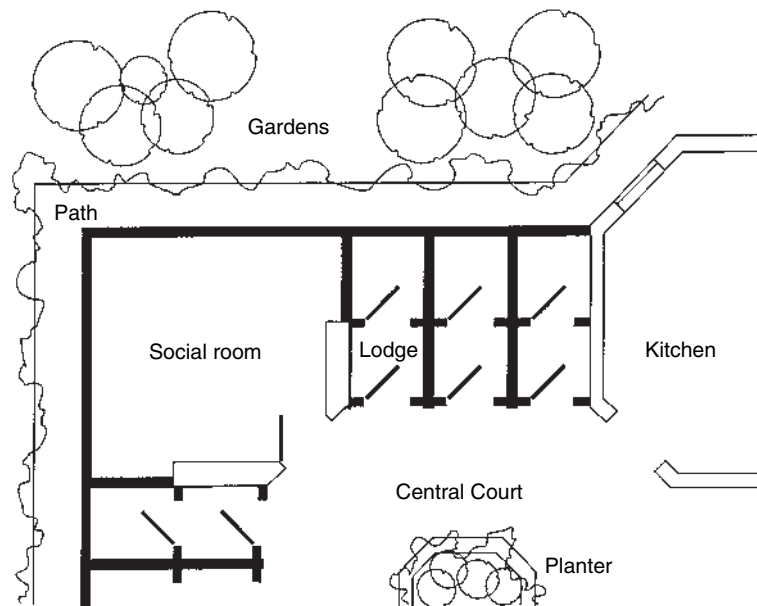 Gardens
Path
Social room
Lodge
Kitchen
Central Court
Planter